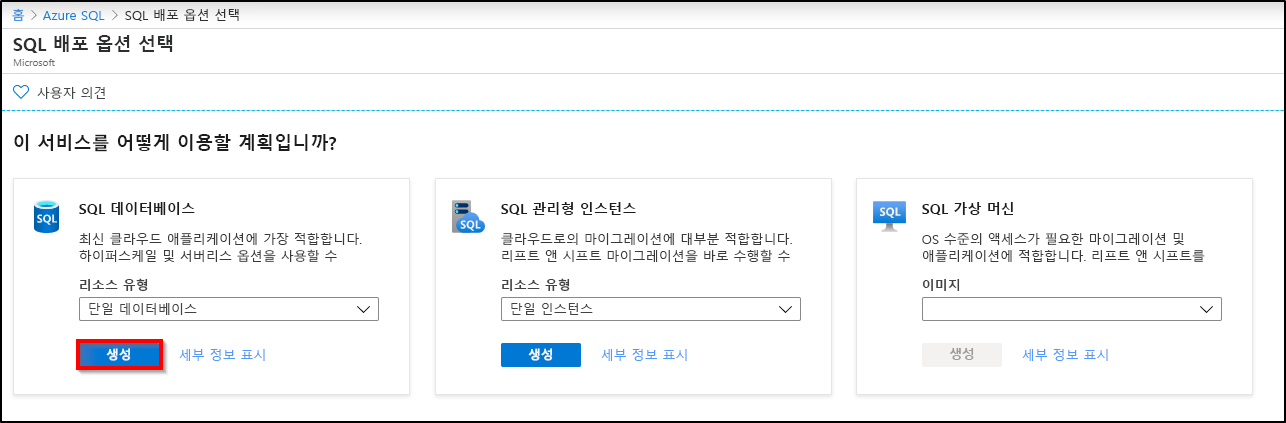 홈 > Azure SQL > SQL 배포 옵션 선택
SQL 배포 옵션 선택
Microsoft
사용자 의견
이 서비스를 어떻게 이용할 계획입니까?
SQL
SQL 데이터베이스
최신 클라우드 애플리케이션에 가장 적합합니다.
하이퍼스케일 및 서버리스 옵션을 사용할 수
리소스 유형
단일 데이터베이스
생성 세부 정보 표시
SQL
SQL 관리형 인스턴스
클라우드로의 마이그레이션에 대부분 적합합니다.
리프트 앤 시프트 마이그레이션을 바로 수행할 수
리소스 유형
단일 인스턴스
생성 세부 정보 표시
SQL
SQL 가상 머신
OS 수준의 액세스가 필요한 마이그레이션 및
애플리케이션에 적합합니다. 리프트 앤 시프트를
이미지
생성 세부 정보 표시